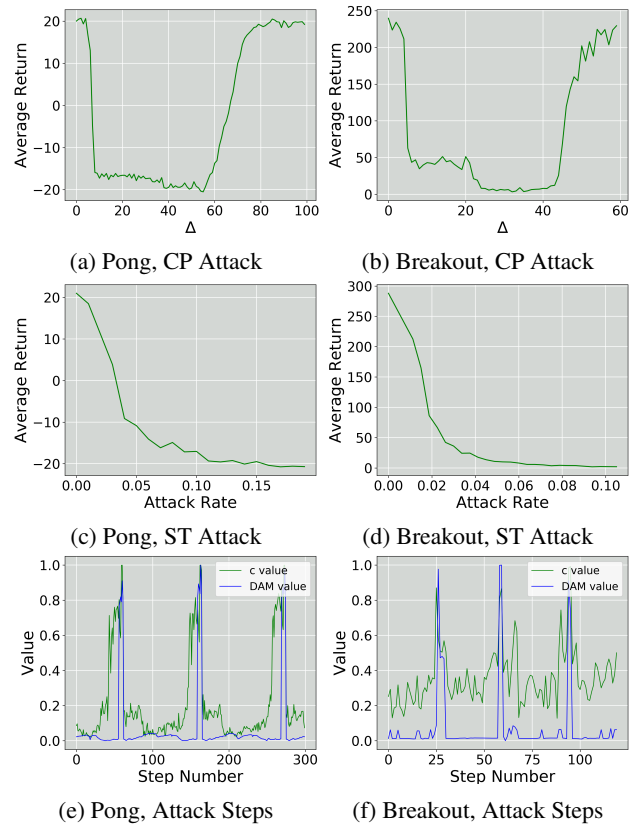 20
10
0
−10
−20
Average Return
0
20
40
60
80
100
Δ
(a) Pong, CP Attack
250
200
150
100
50
0
Average Return
0
20
40
60
Δ
(b) Breakout, CP Attack
20
10
0
−10
−20
Average Return
0.00
0.05
0.10
0.15
Attack Rate
(c) Pong, ST Attack
300
250
200
150
100
50
0
Average Return
0.00
0.02
0.04
0.06
0.08
0.10
Attack Rate
(d) Breakout, ST Attack
1.0
0.8
0.6
0.4
0.2
0.0
Value
c value
DAM value
0
100
200
300
Step Number
(e) Pong, Attack Steps
1.0
0.8
0.6
0.4
0.2
0.0
Value
c value
DAM value
0
25
50
75
100
Step Number
(f) Breakout, Attack Steps